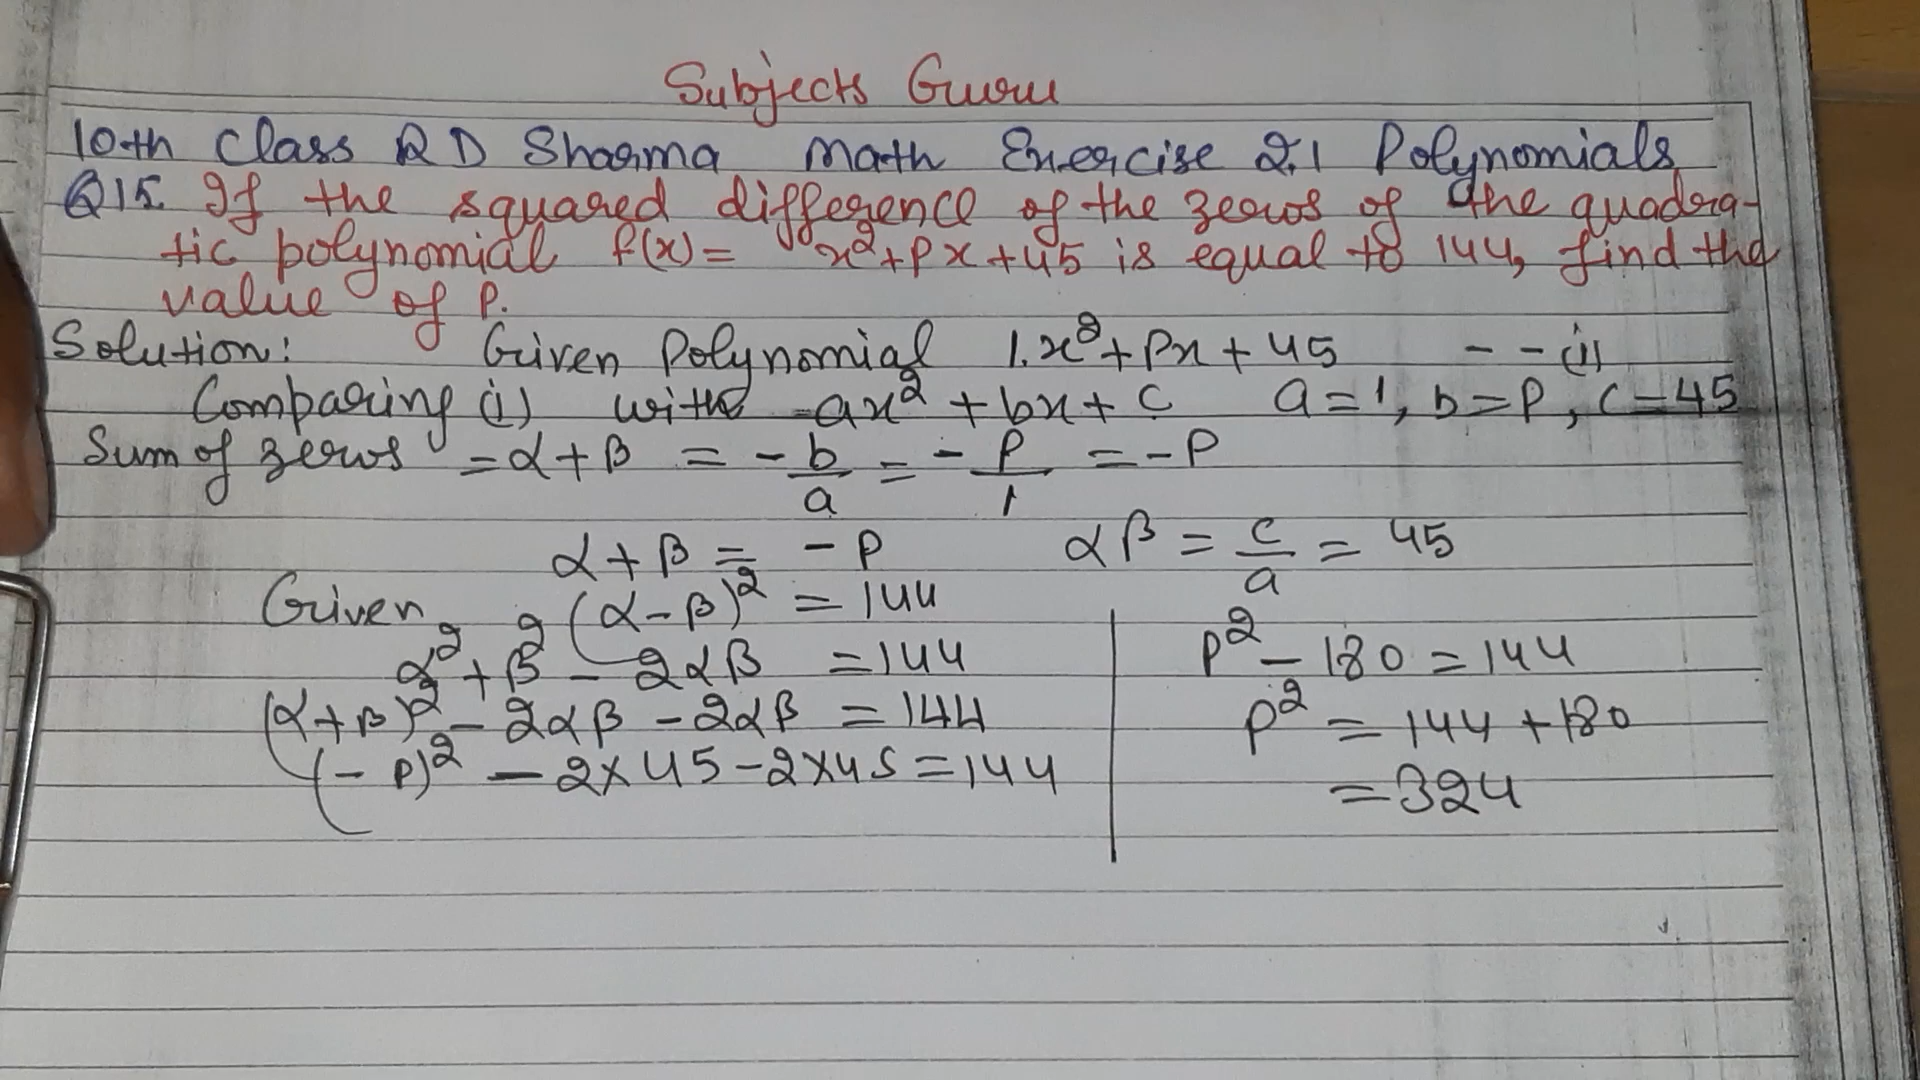 Subjects Guru
10th Class RD Sharma Math Exercise 2.1 Polynomials
Q15. If the squared difference of the zeros of the quadra-
tic polynomial f(x) = x²+px+45 is equal to 144, find the
value of p.
Solution: Given Polynomial 1.x²+px+45 --(i)
Comparing (i) with ax²+bx+c a=1, b=p, c=45
Sum of zeros = α+β = -b/a = -p/1 = -p
α+β = -p αβ = c/a = 45
Given (α-β)² = 144
α²+β²-2αβ = 144
(α+β)²-2αβ-2αβ = 144
(-p)²-2×45-2×45=144
p²-180=144
p² = 144+180
=324